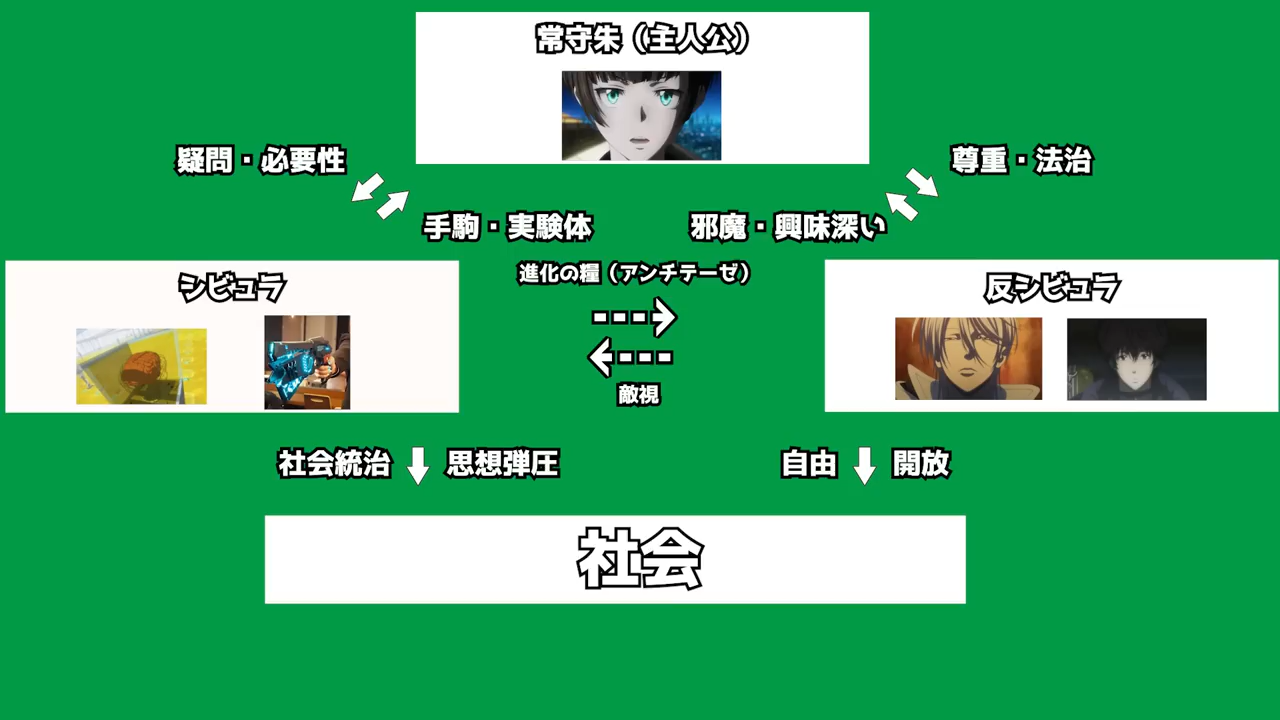 常守朱（主人公）
疑問・必要性
尊重・法治
手駒・実験体
邪魔・興味深い
進化の糧（アンチテーゼ）
シビュラ
反シビュラ
敵視
社会統治
思想弾圧
自由
開放
社会